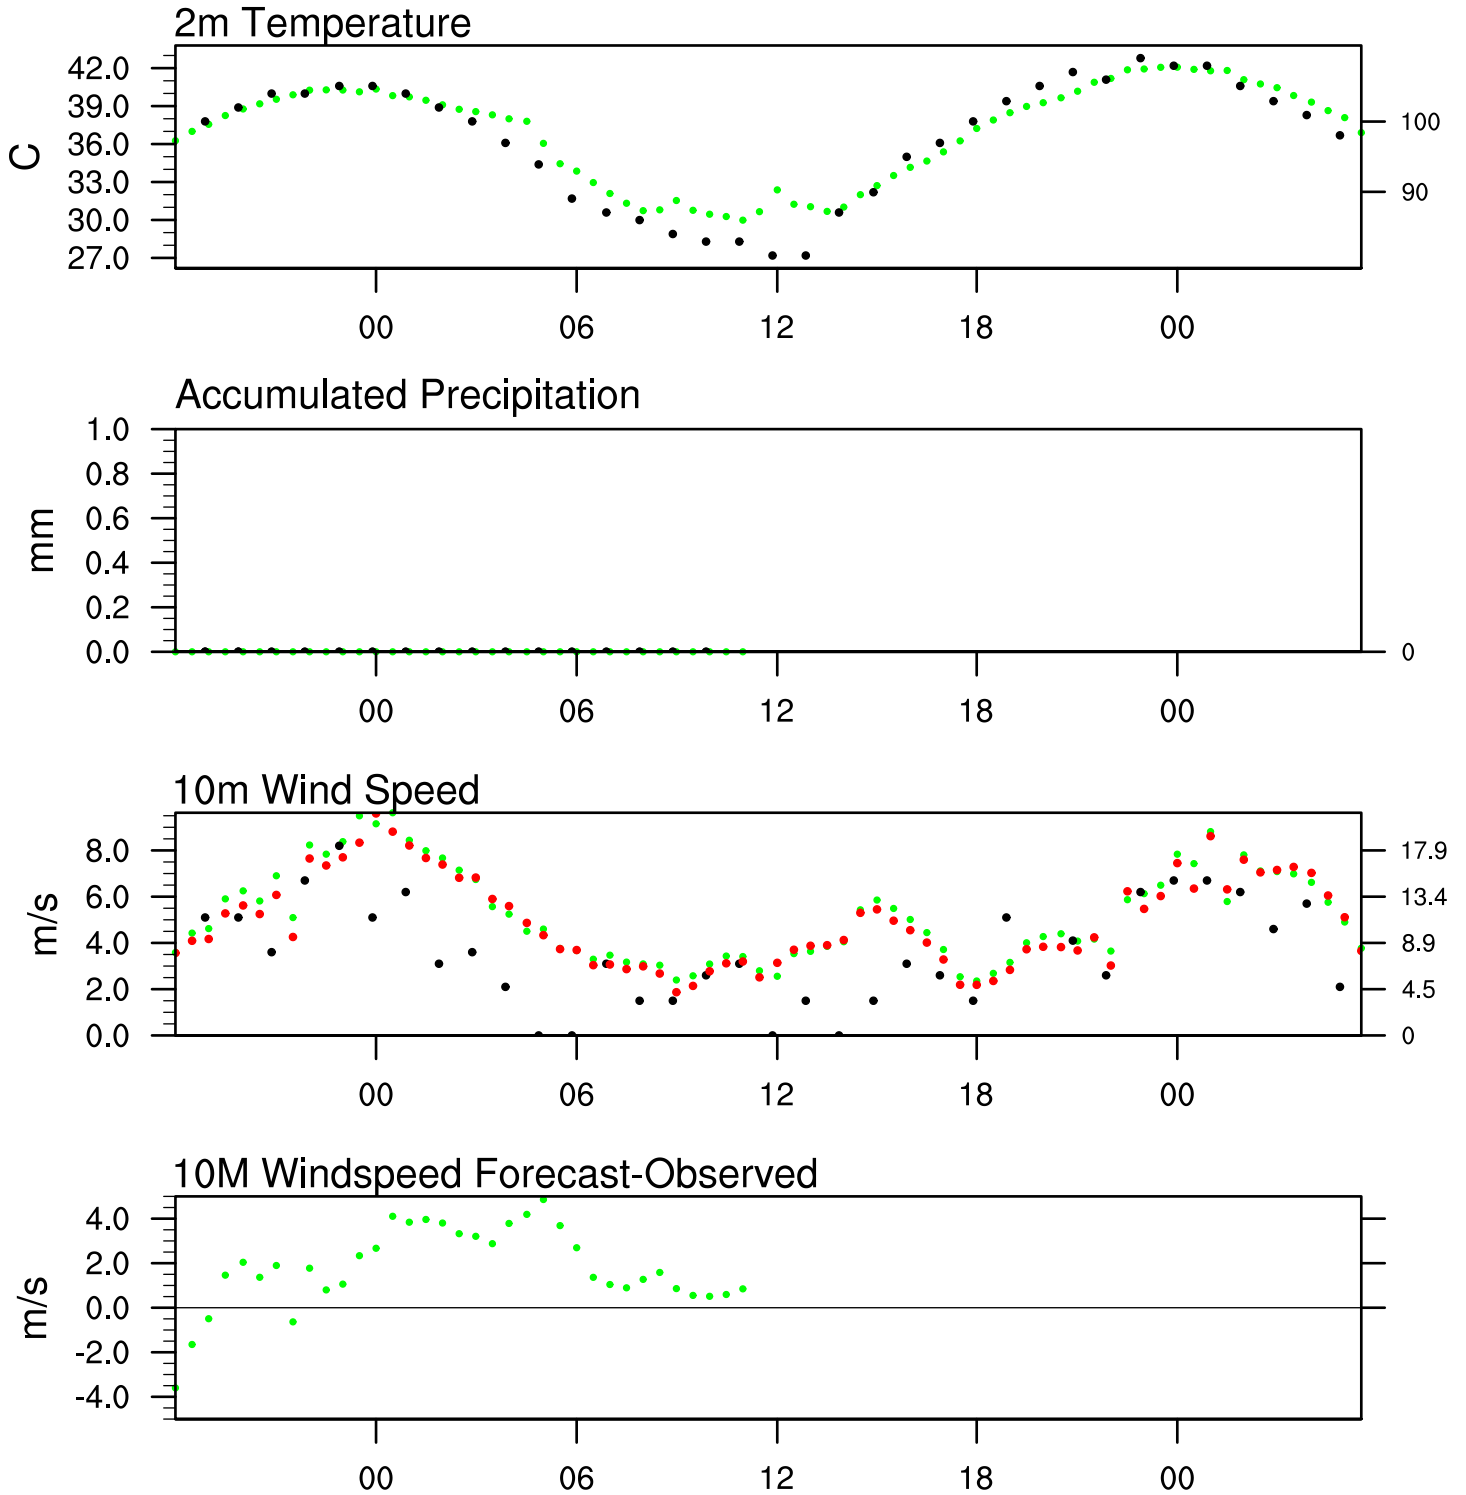 2m Temperature
42.0
39.0
36.0
33.0
30.0
27.0
C
100
90
00 06 12 18 00
Accumulated Precipitation
1.0
0.8
0.6
0.4
0.2
0.0
mm
0
00 06 12 18 00
10m Wind Speed
8.0
6.0
4.0
2.0
0.0
m/s
17.9
13.4
8.9
4.5
0
00 06 12 18 00
10M Windspeed Forecast-Observed
4.0
2.0
0.0
-2.0
-4.0
m/s
00 06 12 18 00